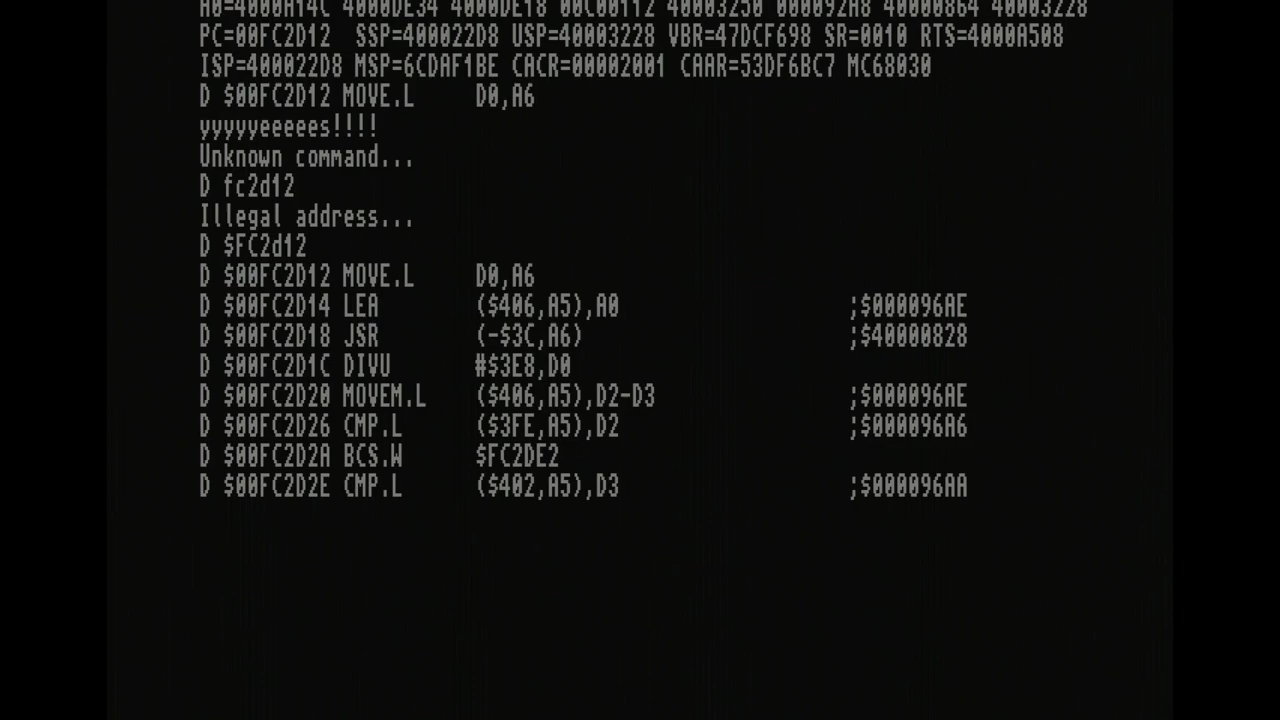 A0=4000A14C 4000DE34 4000DE18 00C00112 40003250 000092A8 40000864 40003228
PC=00FC2D12  SSP=400022D8 USP=40003228 VBR=47DCF698 SR=0010 RTS=4000A508
ISP=400022D8 MSP=6CDAF1BE CACR=00002001 CAAR=53DF6BC7 MC68030
D $00FC2D12 MOVE.L     D0,A6
yyyyyeeeees!!!!
Unknown command...
D fc2d12
Illegal address...
D $FC2d12
D $00FC2D12 MOVE.L     D0,A6
D $00FC2D14 LEA        ($406,A5),A0                   ;$000096AE
D $00FC2D18 JSR        (-$3C,A6)                      ;$40000828
D $00FC2D1C DIVU       #$3E8,D0
D $00FC2D20 MOVEM.L    ($406,A5),D2-D3                ;$000096AE
D $00FC2D26 CMP.L      ($3FE,A5),D2                   ;$000096A6
D $00FC2D2A BCS.W      $FC2DE2
D $00FC2D2E CMP.L      ($402,A5),D3                   ;$000096AA